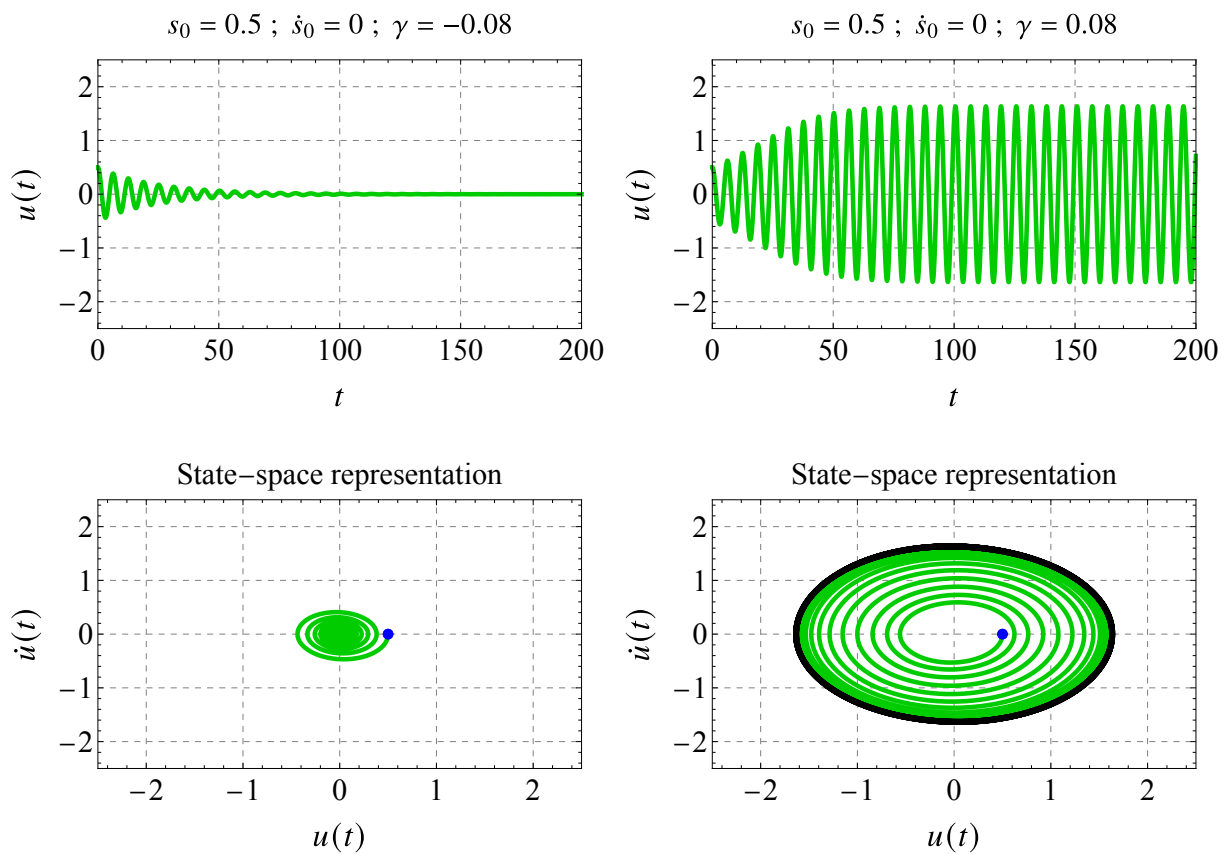 s₀ = 0.5 ; ṡ₀ = 0 ; γ = −0.08
2
1
0
−1
−2
u(t)
0 50 100 150 200
t
s₀ = 0.5 ; ṡ₀ = 0 ; γ = 0.08
2
1
0
−1
−2
u(t)
0 50 100 150 200
t
State−space representation
2
1
0
−1
−2
u̇(t)
−2 −1 0 1 2
u(t)
State−space representation
2
1
0
−1
−2
u̇(t)
−2 −1 0 1 2
u(t)